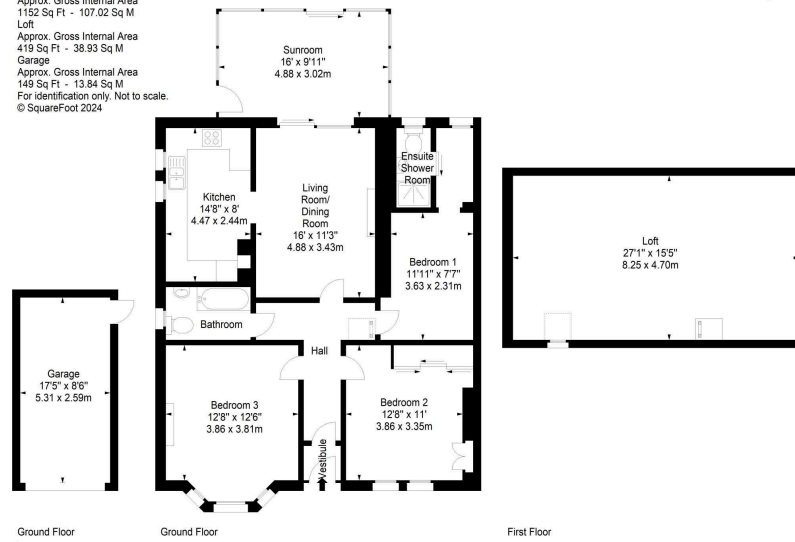 Approx. Gross Internal Area
1152 Sq Ft - 107.02 Sq M
Loft
Approx. Gross Internal Area
419 Sq Ft - 38.93 Sq M
Garage
Approx. Gross Internal Area
149 Sq Ft - 13.84 Sq M
For identification only. Not to scale.
© SquareFoot 2024
Sunroom
16' x 9'11"
4.88 x 3.02m
Kitchen
14'8" x 8'
4.47 x 2.44m
Living
Room/
Dining
Room
16' x 11'3"
4.88 x 3.43m
Ensuite
Shower
Room
Bedroom 1
11'11" x 7'7"
3.63 x 2.31m
Loft
27'1" x 15'5"
8.25 x 4.70m
Bathroom
Hall
Garage
17'5" x 8'6"
5.31 x 2.59m
Bedroom 3
12'8" x 12'6"
3.86 x 3.81m
Bedroom 2
12'8" x 11'
3.86 x 3.35m
Vestibule
Ground Floor
Ground Floor
First Floor